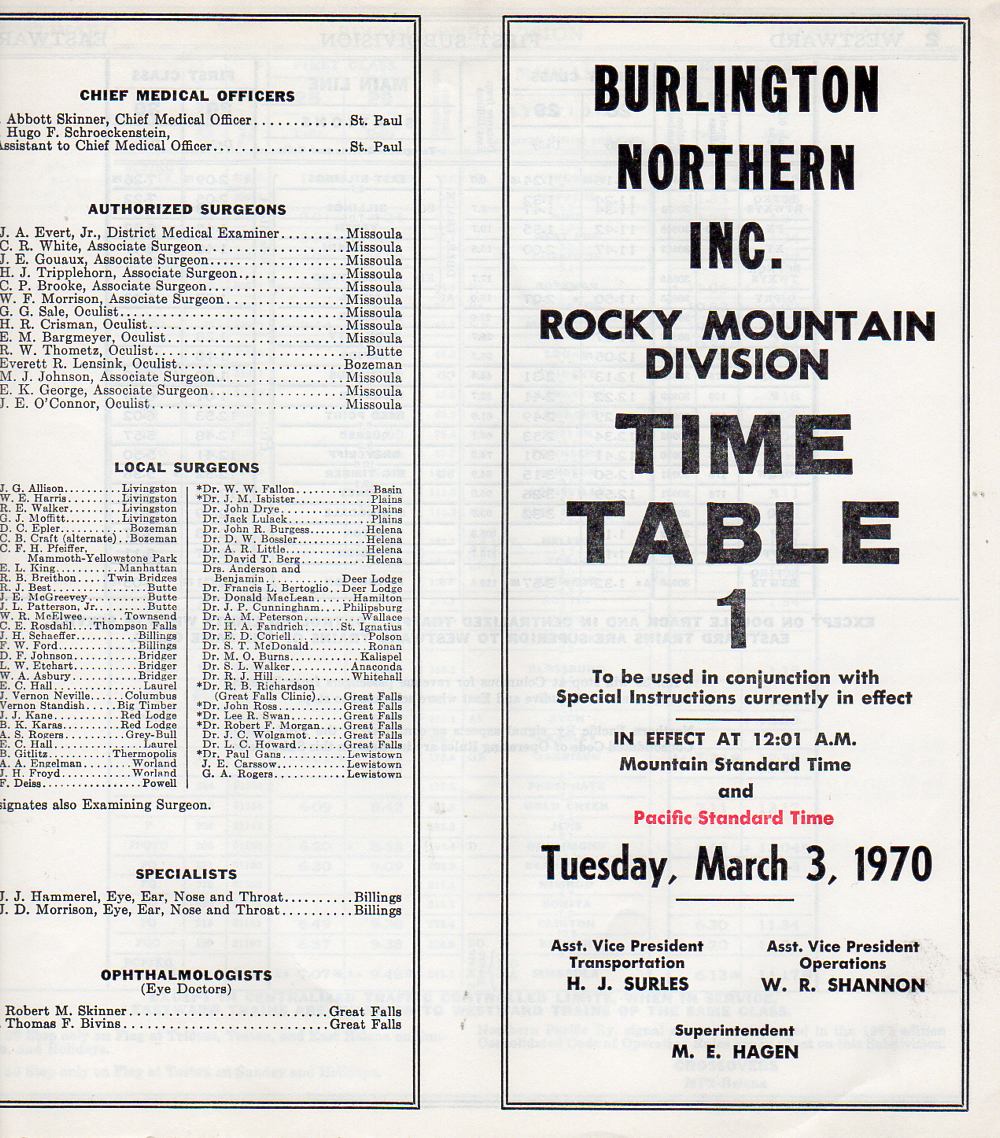 CHIEF MEDICAL OFFICERS
Abbott Skinner, Chief Medical Officer............St. Paul
Hugo F. Schroeckenstein,
Assistant to Chief Medical Officer.................St. Paul
AUTHORIZED SURGEONS
J. A. Evert, Jr., District Medical Examiner.........Missoula
C. R. White, Associate Surgeon..................Missoula
J. E. Gouaux, Associate Surgeon.................Missoula
H. J. Tripplehorn, Associate Surgeon.............Missoula
C. P. Brooke, Associate Surgeon.................Missoula
W. F. Morrison, Associate Surgeon...............Missoula
G. G. Sale, Oculist............................Missoula
H. R. Crisman, Oculist.........................Missoula
E. M. Bargmeyer, Oculist.......................Missoula
R. W. Thometz, Oculist.........................Butte
Everett R. Lensink, Oculist.....................Bozeman
M. J. Johnson, Associate Surgeon................Missoula
E. K. George, Associate Surgeon.................Missoula
J. E. O'Connor, Oculist.........................Missoula
LOCAL SURGEONS
J. G. Allison..........Livingston
W. E. Harris..........Livingston
R. E. Walker..........Livingston
G. J. Moffitt..........Livingston
D. C. Epler..........Bozeman
C. B. Craft (alternate)..Bozeman
C. F. H. Pfeiffer,
Mammoth-Yellowstone Park
E. L. King..........Manhattan
R. B. Breithon.....Twin Bridges
R. J. Best..........Butte
J. E. McGreevey.....Butte
J. L. Patterson, Jr.....Butte
W. R. McElwee.....Townsend
C. E. Rosdahl...Thompson Falls
J. H. Schaeffer.......Billings
F. W. Ford..........Billings
D. F. Johnson........Bridger
L. W. Etchart........Bridger
W. A. Asbury........Bridger
E. C. Hall..........Laurel
J. Vernon Neville....Columbus
Vernon Standish....Big Timber
J. J. Kane..........Red Lodge
B. K. Karas........Red Lodge
A. S. Rogers.......Grey-Bull
E. C. Hall..........Laurel
B. Gitlitz.........Thermopolis
A. A. Engelman......Worland
J. H. Froyd..........Worland
F. Deiss............Powell
*Dr. W. W. Fallon..........Basin
*Dr. J. M. Isbister.........Plains
Dr. John Drye.............Plains
Dr. Jack Lulack............Plains
Dr. John R. Burgess........Helena
Dr. D. W. Bossler..........Helena
Dr. A. R. Little............Helena
Dr. David T. Berg..........Helena
Drs. Anderson and
Benjamin..........Deer Lodge
Dr. Francis L. Bertoglio..Deer Lodge
Dr. Donald MacLean.....Hamilton
Dr. J. P. Cunningham...Philipsburg
Dr. A. M. Peterson........Wallace
Dr. H. A. Fandrich.....St. Ignatius
Dr. E. D. Coriell..........Polson
Dr. S. T. McDonald........Ronan
Dr. M. O. Burns..........Kalispel
Dr. S. L. Walker.........Anaconda
Dr. R. J. Hill..........Whitehall
*Dr. R. B. Richardson
(Great Falls Clinic)...Great Falls
*Dr. John Ross..........Great Falls
*Dr. Lee R. Swan........Great Falls
*Dr. Robert F. Morgan...Great Falls
Dr. J. C. Wolgamot.....Great Falls
Dr. L. C. Howard.......Great Falls
*Dr. Paul Gans..........Lewistown
J. E. Carssow..........Lewistown
G. A. Rogers..........Lewistown
signates also Examining Surgeon.
SPECIALISTS
J. J. Hammerel, Eye, Ear, Nose and Throat..........Billings
J. D. Morrison, Eye, Ear, Nose and Throat..........Billings
OPHTHALMOLOGISTS
(Eye Doctors)
Robert M. Skinner..........................Great Falls
Thomas F. Bivins...........................Great Falls
BURLINGTON
NORTHERN
INC.
ROCKY MOUNTAIN
DIVISION
TIME
TABLE
1
To be used in conjunction with
Special Instructions currently in effect
IN EFFECT AT 12:01 A.M.
Mountain Standard Time
and
Pacific Standard Time
Tuesday, March 3, 1970
Asst. Vice President
Transportation
H. J. SURLES
Asst. Vice President
Operations
W. R. SHANNON
Superintendent
M. E. HAGEN